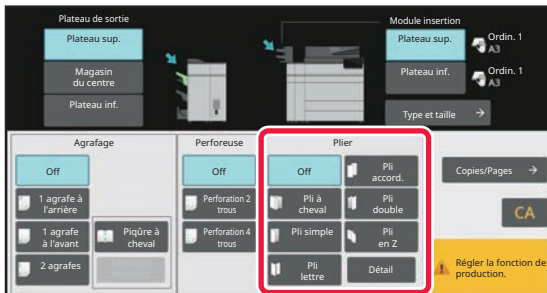 Plateau de sortie
Plateau sup.
Magasin
du centre
Plateau inf.
Module insertion
Plateau sup.
Ordin. 1
A3
Plateau inf.
Ordin. 1
A3
Type et taille
Agrafage
Off
1 agrafe à
l'arrière
1 agrafe
à l'avant
2 agrafes
Piqûre à
cheval
Perforeuse
Off
Perforation 2
trous
Perforation 4
trous
Plier
Off
Pli
accord.
Pli à
cheval
Pli
double
Pli simple
Pli
en Z
Pli
lettre
Détail
Copies/Pages
CA
Régler la fonction de
production.